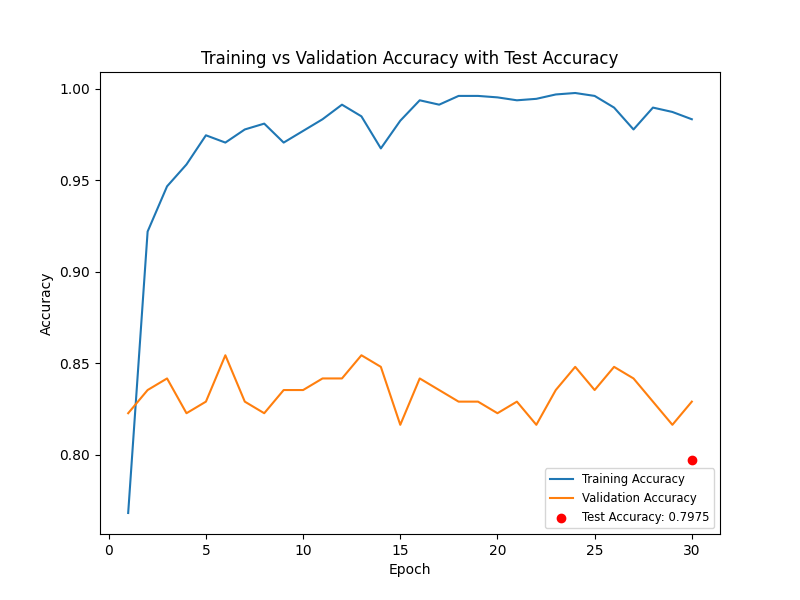 Training vs Validation Accuracy with Test Accuracy
1.00
0.95
0.90
0.85
0.80
Accuracy
Training Accuracy
Validation Accuracy
Test Accuracy: 0.7975
0 5 10 15 20 25 30
Epoch